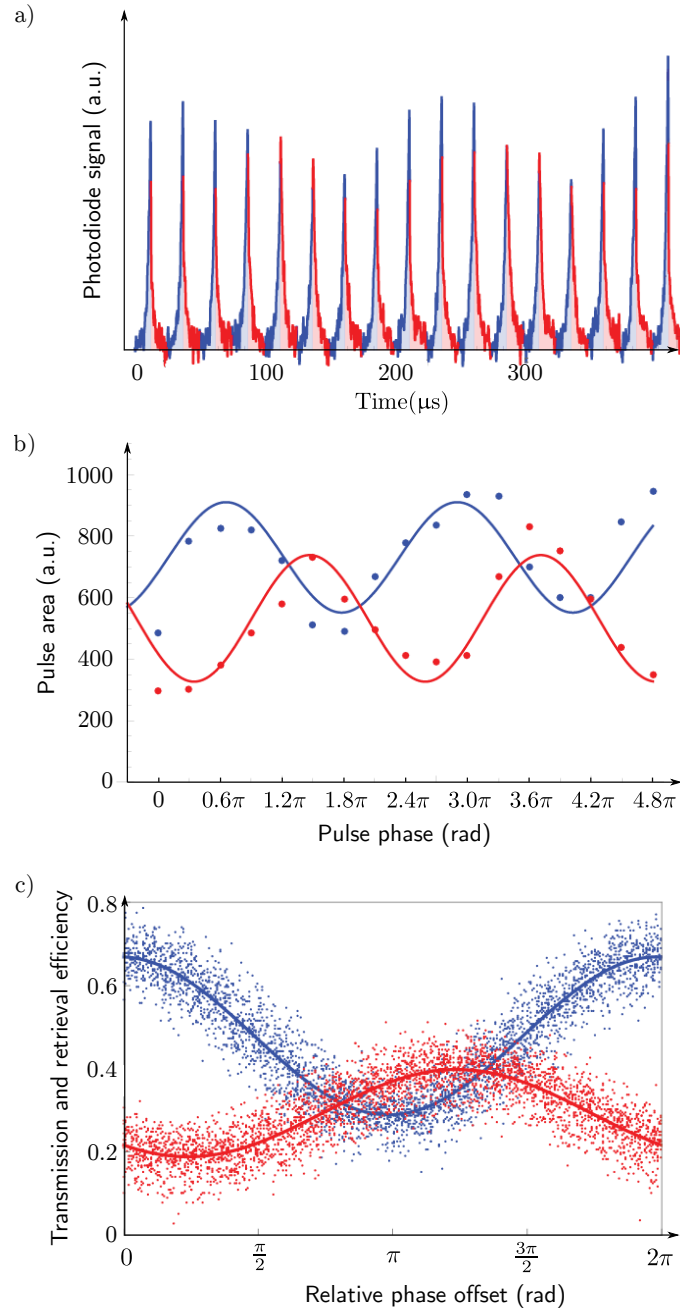 a)
Photodiode signal (a.u.)
0 100 200 300
Time(μs)
b)
Pulse area (a.u.)
1000
800
600
400
200
0
0 0.6π 1.2π 1.8π 2.4π 3.0π 3.6π 4.2π 4.8π
Pulse phase (rad)
c)
Transmission and retrieval efficiency
0.8
0.6
0.4
0.2
0
0 π/2 π 3π/2 2π
Relative phase offset (rad)